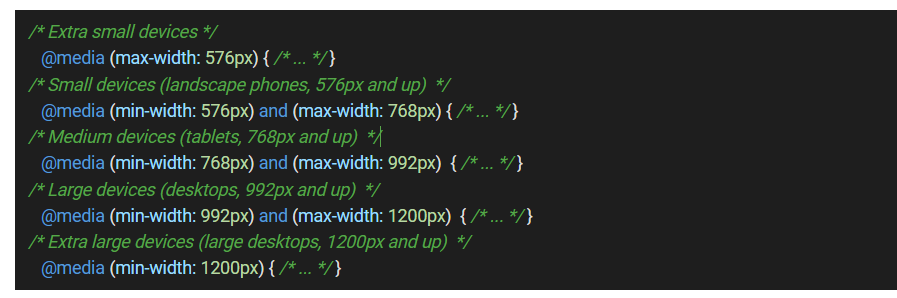 /* Extra small devices */
@media (max-width: 576px) { /* ... */ }
/* Small devices (landscape phones, 576px and up)  */
@media (min-width: 576px) and (max-width: 768px) { /* ... */ }
/* Medium devices (tablets, 768px and up)  */
@media (min-width: 768px) and (max-width: 992px)  { /* ... */ }
/* Large devices (desktops, 992px and up)  */
@media (min-width: 992px) and (max-width: 1200px)  { /* ... */ }
/* Extra large devices (large desktops, 1200px and up)  */
@media (min-width: 1200px) { /* ... */ }